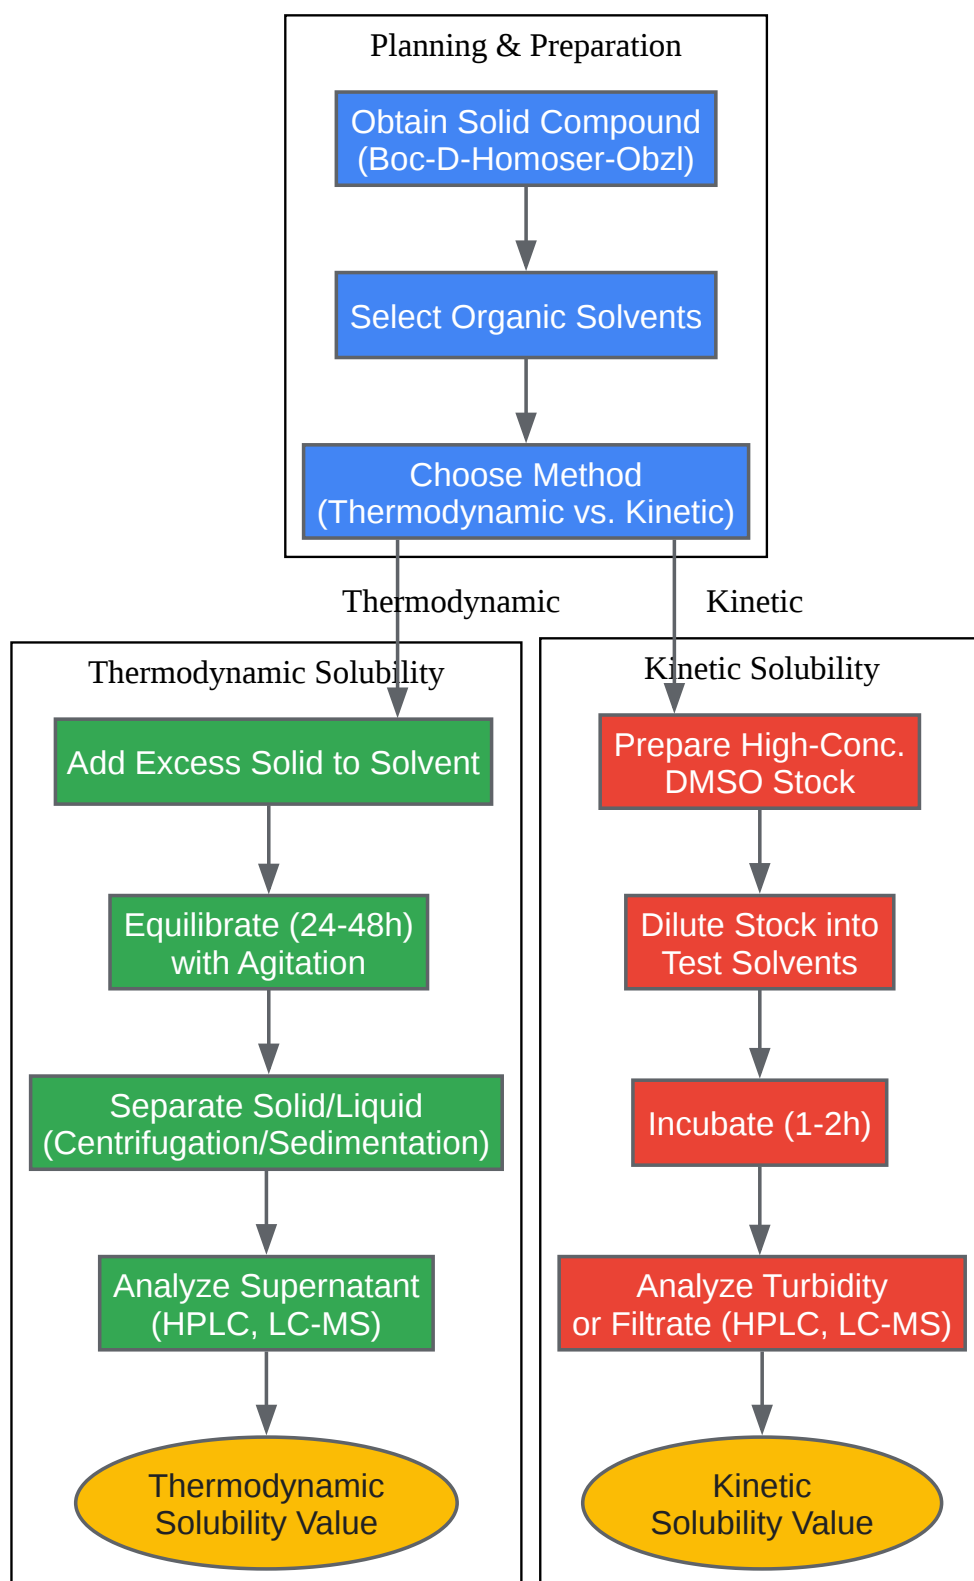 Planning & Preparation
Obtain Solid Compound
(Boc-D-Homoser-Obzl)
Select Organic Solvents
Choose Method
(Thermodynamic vs. Kinetic)
Thermodynamic
Kinetic
Thermodynamic Solubility
Add Excess Solid to Solvent
Equilibrate (24-48h)
with Agitation
Separate Solid/Liquid
(Centrifugation/Sedimentation)
Analyze Supernatant
(HPLC, LC-MS)
Thermodynamic
Solubility Value
Kinetic Solubility
Prepare High-Conc.
DMSO Stock
Dilute Stock into
Test Solvents
Incubate (1-2h)
Analyze Turbidity
or Filtrate (HPLC, LC-MS)
Kinetic
Solubility Value